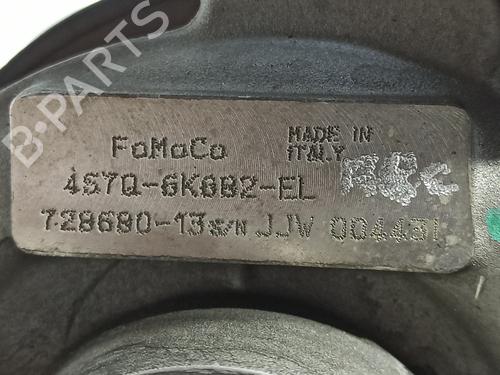 B-PARTS
FoMoCo
MADE IN
ITALY
4S7Q-6K682-EL
728680-13 S/N JJW 004431